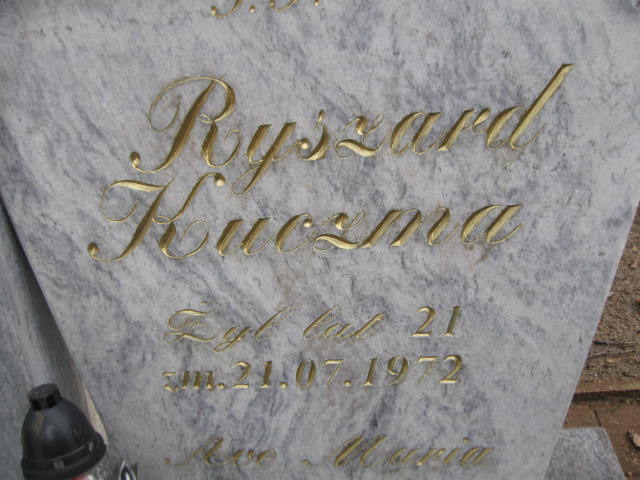 Ryszard
Kuczma
Żył lat 21
zm.21.07.1972
Ave Maria